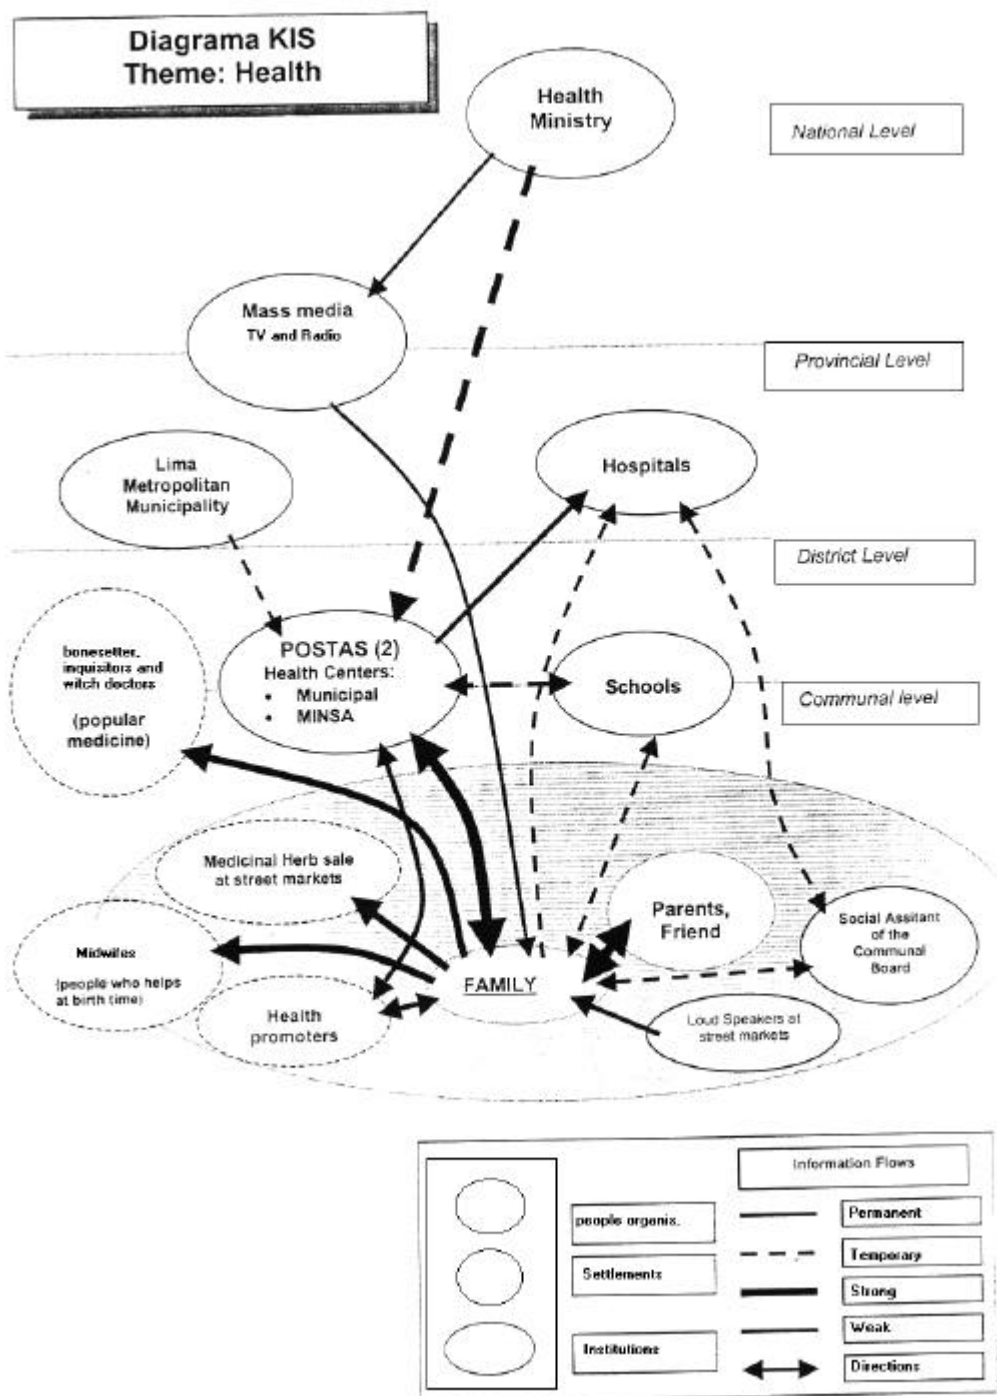 Diagrama KIS
Theme: Health
Health
Ministry
National Level
Mass media
TV and Radio
Provincial Level
Lima
Metropolitan
Municipality
Hospitals
District Level
bonesetter,
inquisitors and
witch doctors
(popular
medicine)
POSTAS (2)
Health Centers:
• Municipal
• MINSA
Schools
Communal level
Medicinal Herb sale
at street markets
Parents,
Friend
Social Assitant
of the
Communal
Board
Midwifes
(people who helps
at birth time)
FAMILY
Health
promoters
Loud Speakers at
street markets
Information Flows
people organis.
Permanent
Temporary
Settlements
Strong
Weak
Institutions
Directions